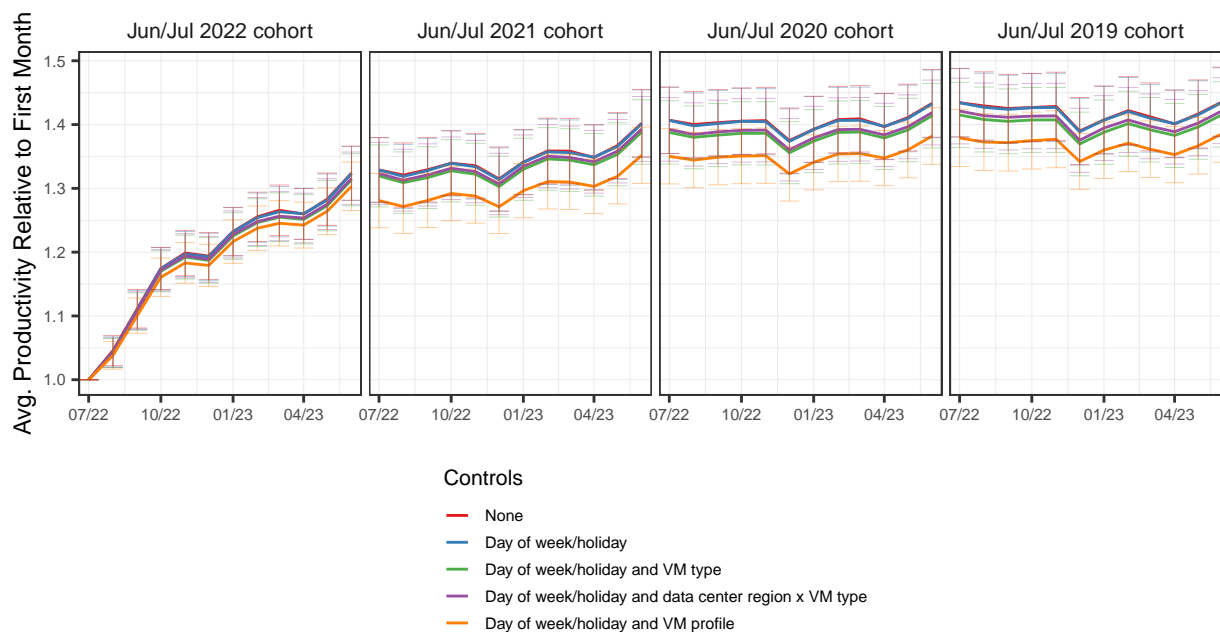 Jun/Jul 2022 cohort
Jun/Jul 2021 cohort
Jun/Jul 2020 cohort
Jun/Jul 2019 cohort
Avg. Productivity Relative to First Month
1.5
1.4
1.3
1.2
1.1
1.0
07/22 10/22 01/23 04/23
07/22 10/22 01/23 04/23
07/22 10/22 01/23 04/23
07/22 10/22 01/23 04/23
Controls
None
Day of week/holiday
Day of week/holiday and VM type
Day of week/holiday and data center region x VM type
Day of week/holiday and VM profile